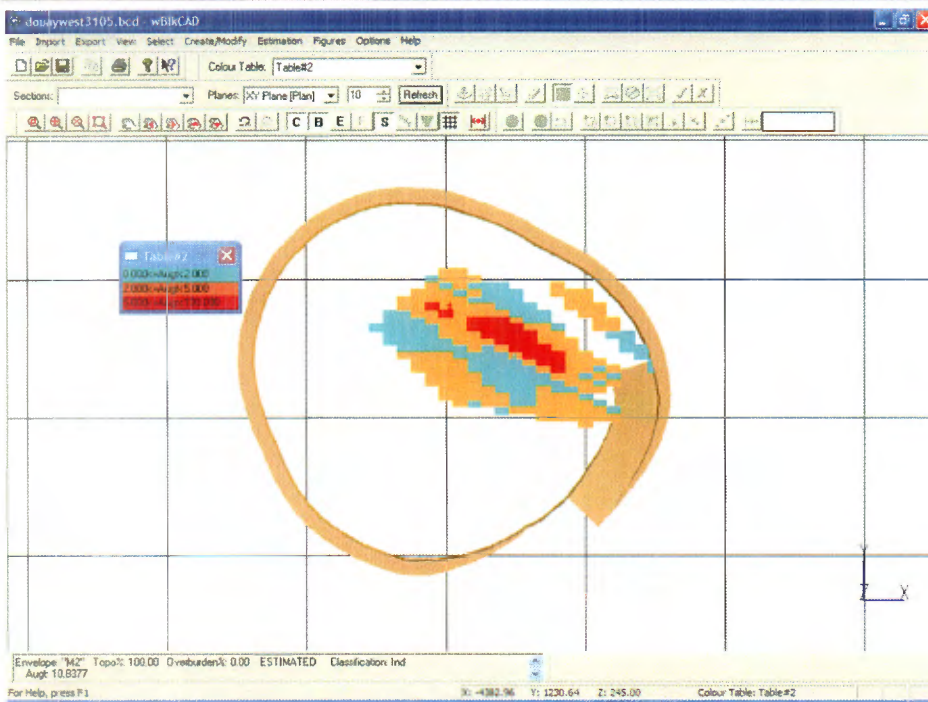 douaywest3105.bcd - wBlkCAD
File Import Export View Select Create/Modify Estimation Figures Options Help
Colour Table: Table#2
Sections: Planes: XY Plane [Plan] 10 Refresh
C B E S
Table#2
0.000<=Augt<2.000
2.000<=Augt<5.000
Y
Z X
Envelope: "M2" Topo%: 100.00 Overburden%: 0.00 ESTIMATED Classification: Ind
Augt: 10.8377
For Help, press F1 X: -4382.96 Y: 1230.64 Z: 245.00 Colour Table: Table#2